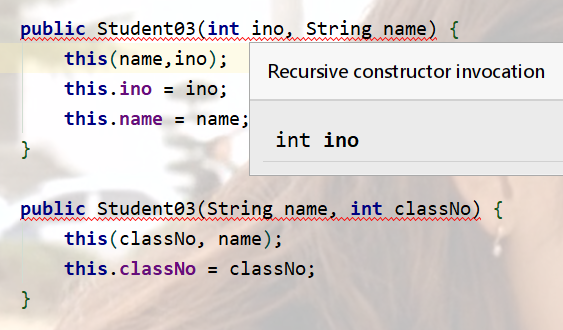 public Student03(int ino, String name) {
this(name,ino);
Recursive constructor invocation
this.ino = ino;
this.name = name;
int ino
}
public Student03(String name, int classNo) {
this(classNo, name);
this.classNo = classNo;
}